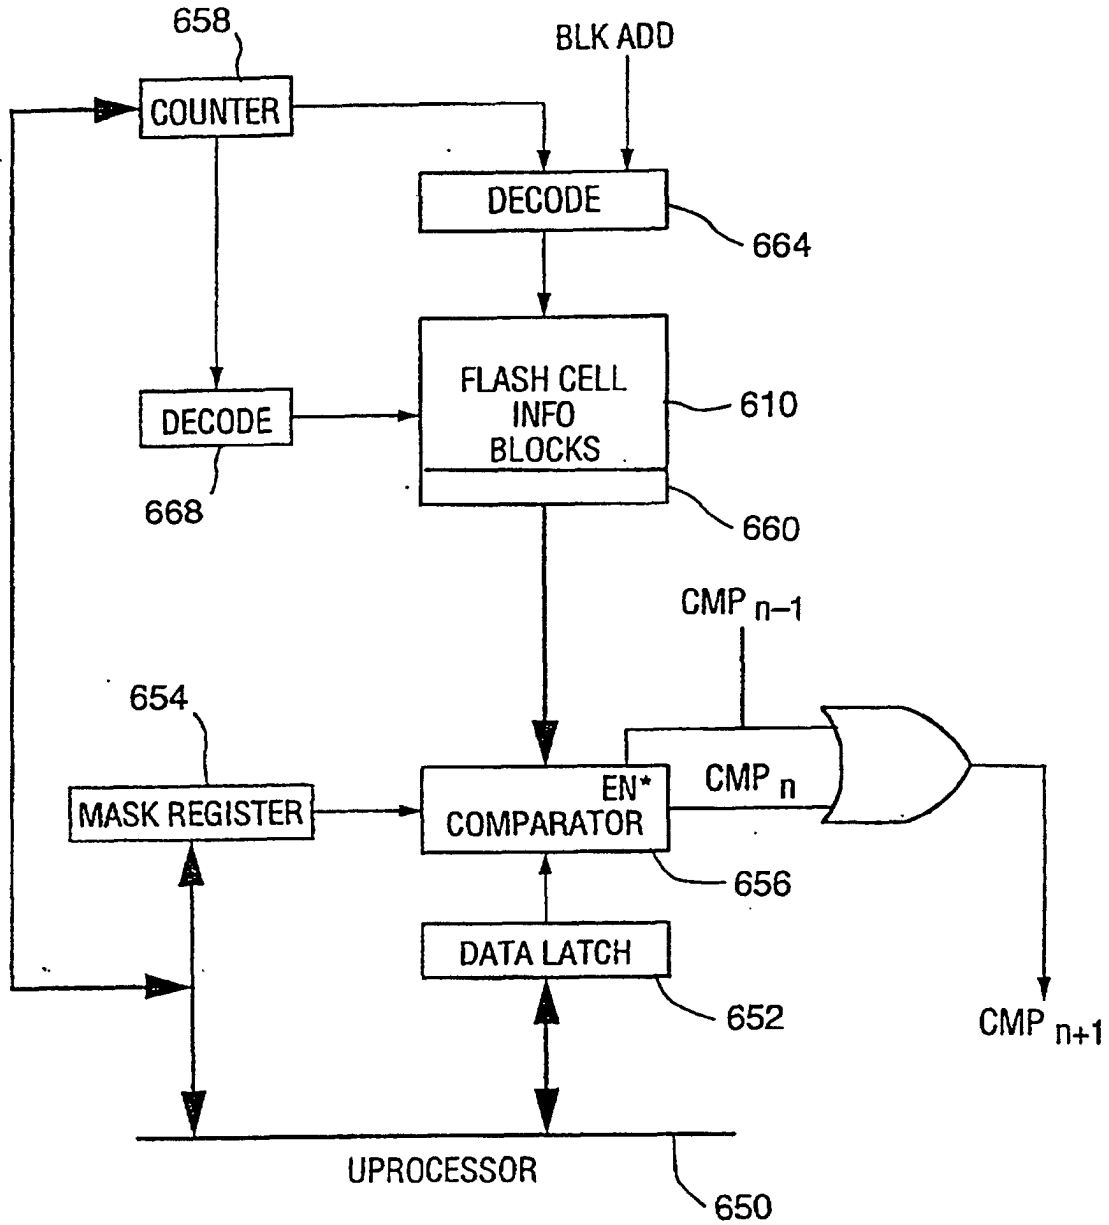 658
BLK ADD
COUNTER
DECODE
664
FLASH CELL
INFO
BLOCKS
610
DECODE
668
660
CMP n–1
654
EN*
CMP n
MASK REGISTER
COMPARATOR
656
DATA LATCH
652
CMP n+1
UPROCESSOR
650